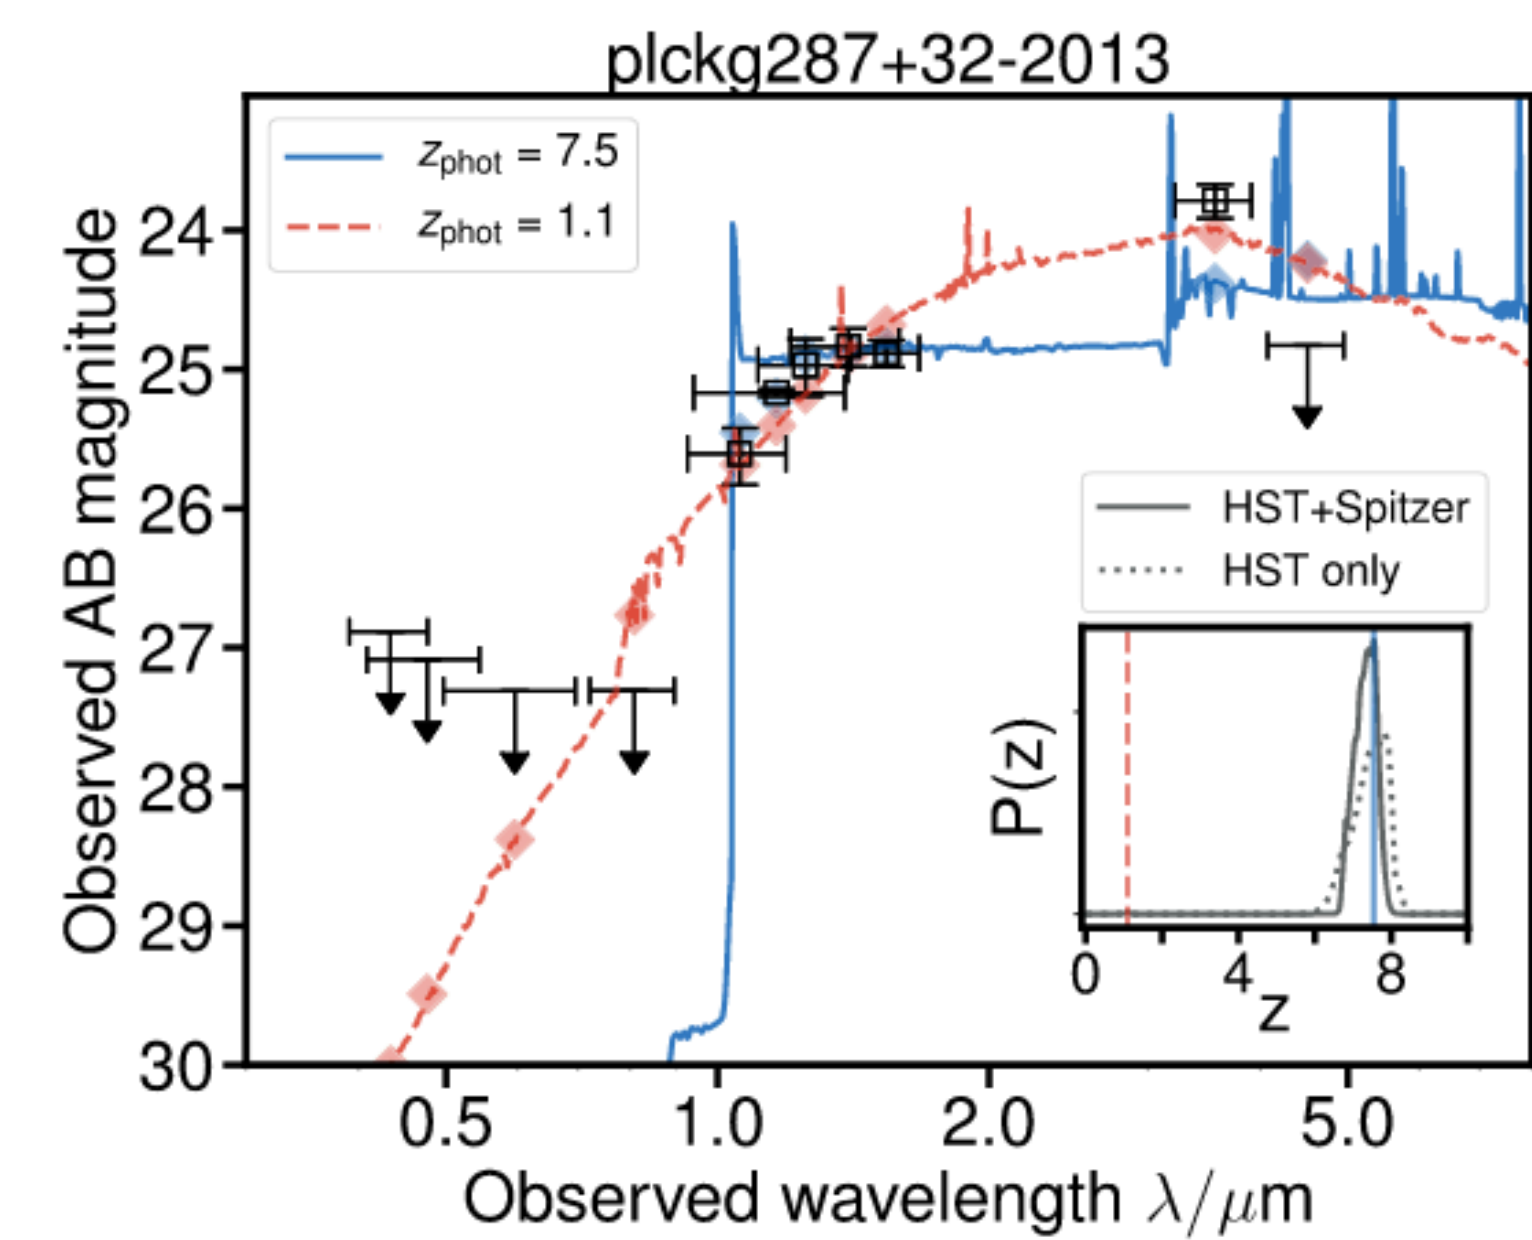 plckg287+32-2013
z_phot = 7.5
z_phot = 1.1
24
25
26
27
28
29
30
Observed AB magnitude
HST+Spitzer
HST only
P(z)
0 4 8
z
0.5 1.0 2.0 5.0
Observed wavelength λ/μm